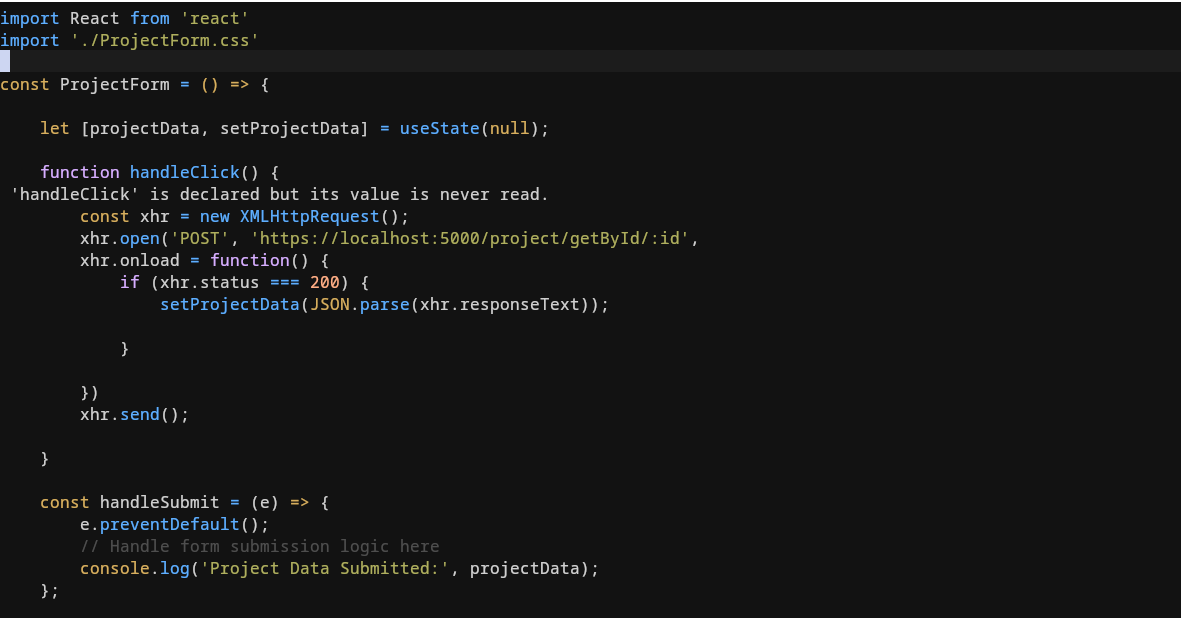 import React from 'react'
import './ProjectForm.css'
const ProjectForm = () => {
    let [projectData, setProjectData] = useState(null);
    function handleClick() {
 'handleClick' is declared but its value is never read.
        const xhr = new XMLHttpRequest();
        xhr.open('POST', 'https://localhost:5000/project/getById/:id',
        xhr.onload = function() {
            if (xhr.status === 200) {
                setProjectData(JSON.parse(xhr.responseText));
            }
        })
        xhr.send();
    }
    const handleSubmit = (e) => {
        e.preventDefault();
        // Handle form submission logic here
        console.log('Project Data Submitted:', projectData);
    };